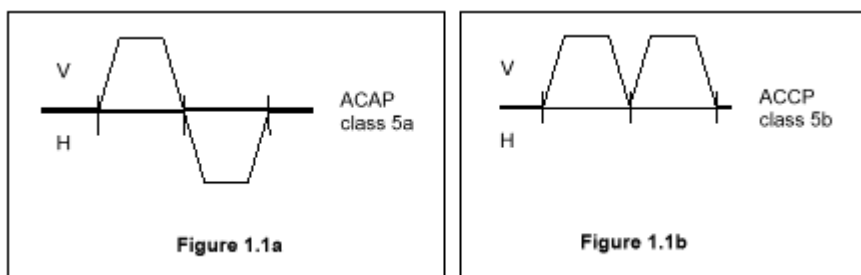 V
H
ACAP
class 5a
Figure 1.1a
V
H
ACCP
class 5b
Figure 1.1b